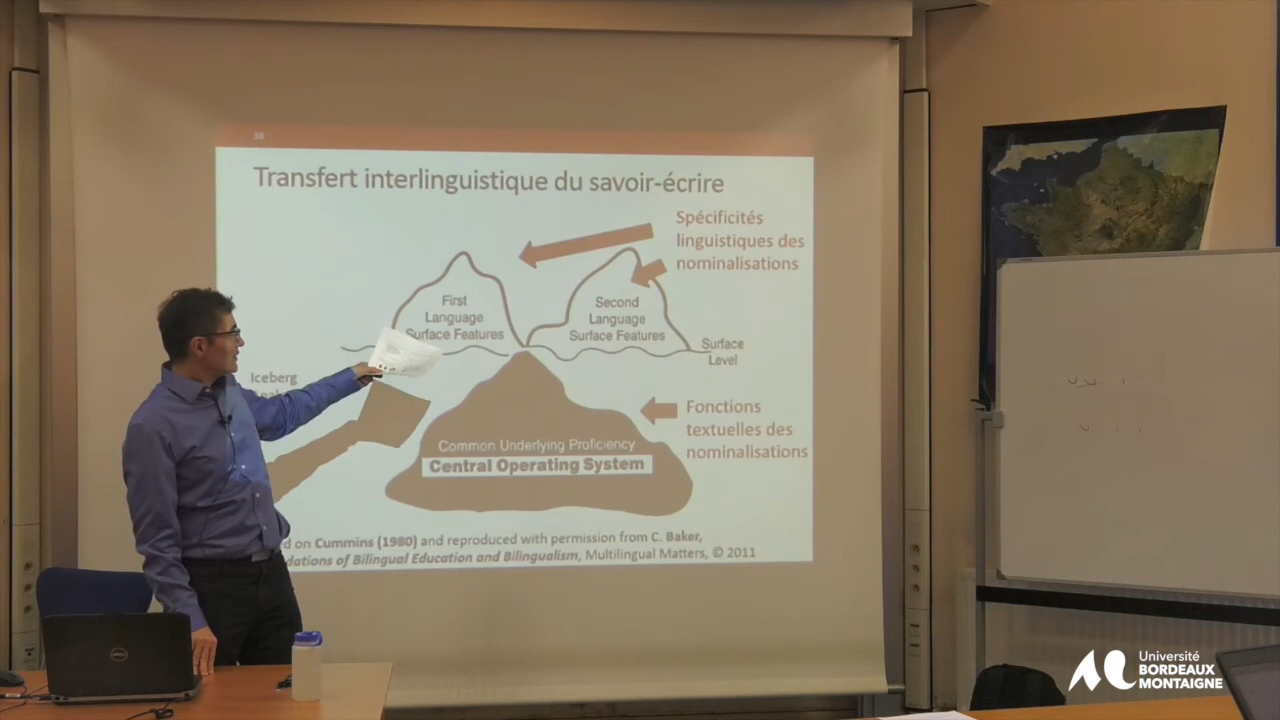 38
Transfert interlinguistique du savoir-écrire
Spécificités
linguistiques des
nominalisations
First
Language
Surface Features
Second
Language
Surface Features
Surface
Level
Iceberg
Fonctions
textuelles des
nominalisations
Common Underlying Proficiency
Central Operating System
on Cummins (1980) and reproduced with permission from C. Baker,
of Bilingual Education and Bilingualism, Multilingual Matters, © 2011
DELL
Université
BORDEAUX
MONTAIGNE